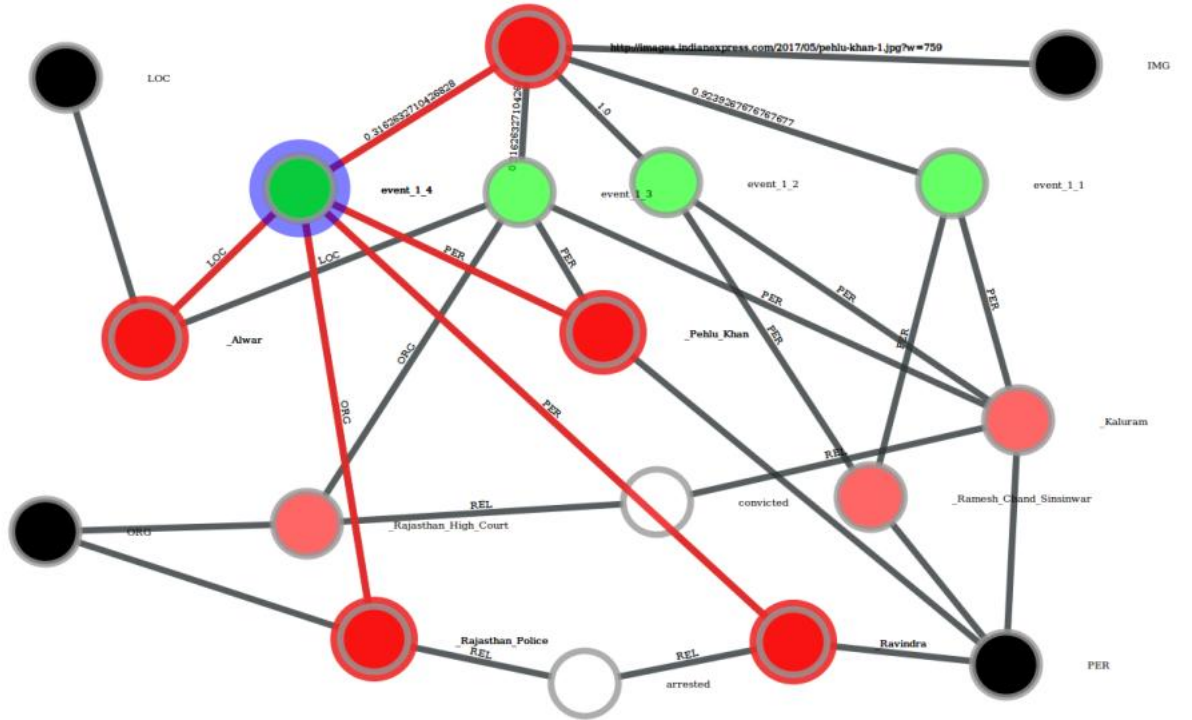 http://images.indianexpress.com/2017/05/pehlu-khan-1.jpg?w=759
IMG
LOC
0.3162632710426828
1.0
0.9239267676767677
event_1_4
event_1_3
event_1_2
event_1_1
LOC
LOC
PER
PER
PER
PER
PER
PER
PER
_Alwar
_Pehlu_Khan
ORG
ORG
PER
_Kaluram
REL
convicted
_Ramesh_Chand_Sinsinwar
REL
_Rajasthan_High_Court
ORG
_Rajasthan_Police
REL
REL
arrested
Ravindra
PER